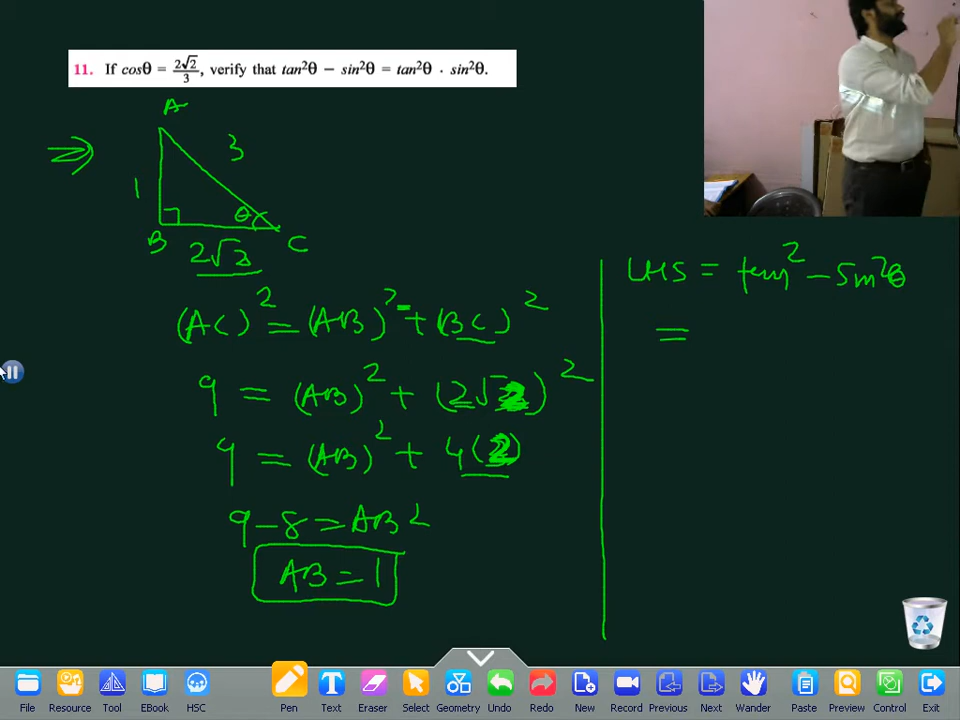 11. If cosθ = 2√2/3, verify that tan²θ − sin²θ = tan²θ · sin²θ.
A
3
1
θ
B
C
2√2
(AC)² = (AB)² + (BC)²
9 = (AB)² + (2√2)²
9 = (AB)² + 4(2)
9 − 8 = AB²
AB = 1
LHS = tan² − Sin²θ
=
File Resource Tool EBook HSC Pen Text Eraser Select Geometry Undo Redo New Record Previous Next Wander Paste Preview Control Exit